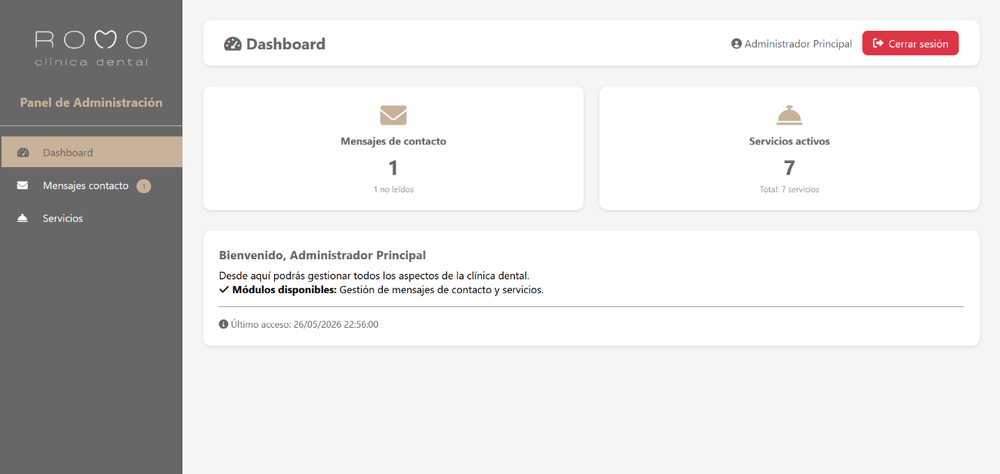 ROMO
clínica dental
Panel de Administración
Dashboard
Mensajes contacto 1
Servicios
Dashboard
Administrador Principal
Cerrar sesión
Mensajes de contacto
1
1 no leídos
Servicios activos
7
Total: 7 servicios
Bienvenido, Administrador Principal
Desde aquí podrás gestionar todos los aspectos de la clínica dental.
Módulos disponibles: Gestión de mensajes de contacto y servicios.
Último acceso: 26/05/2026 22:56:00